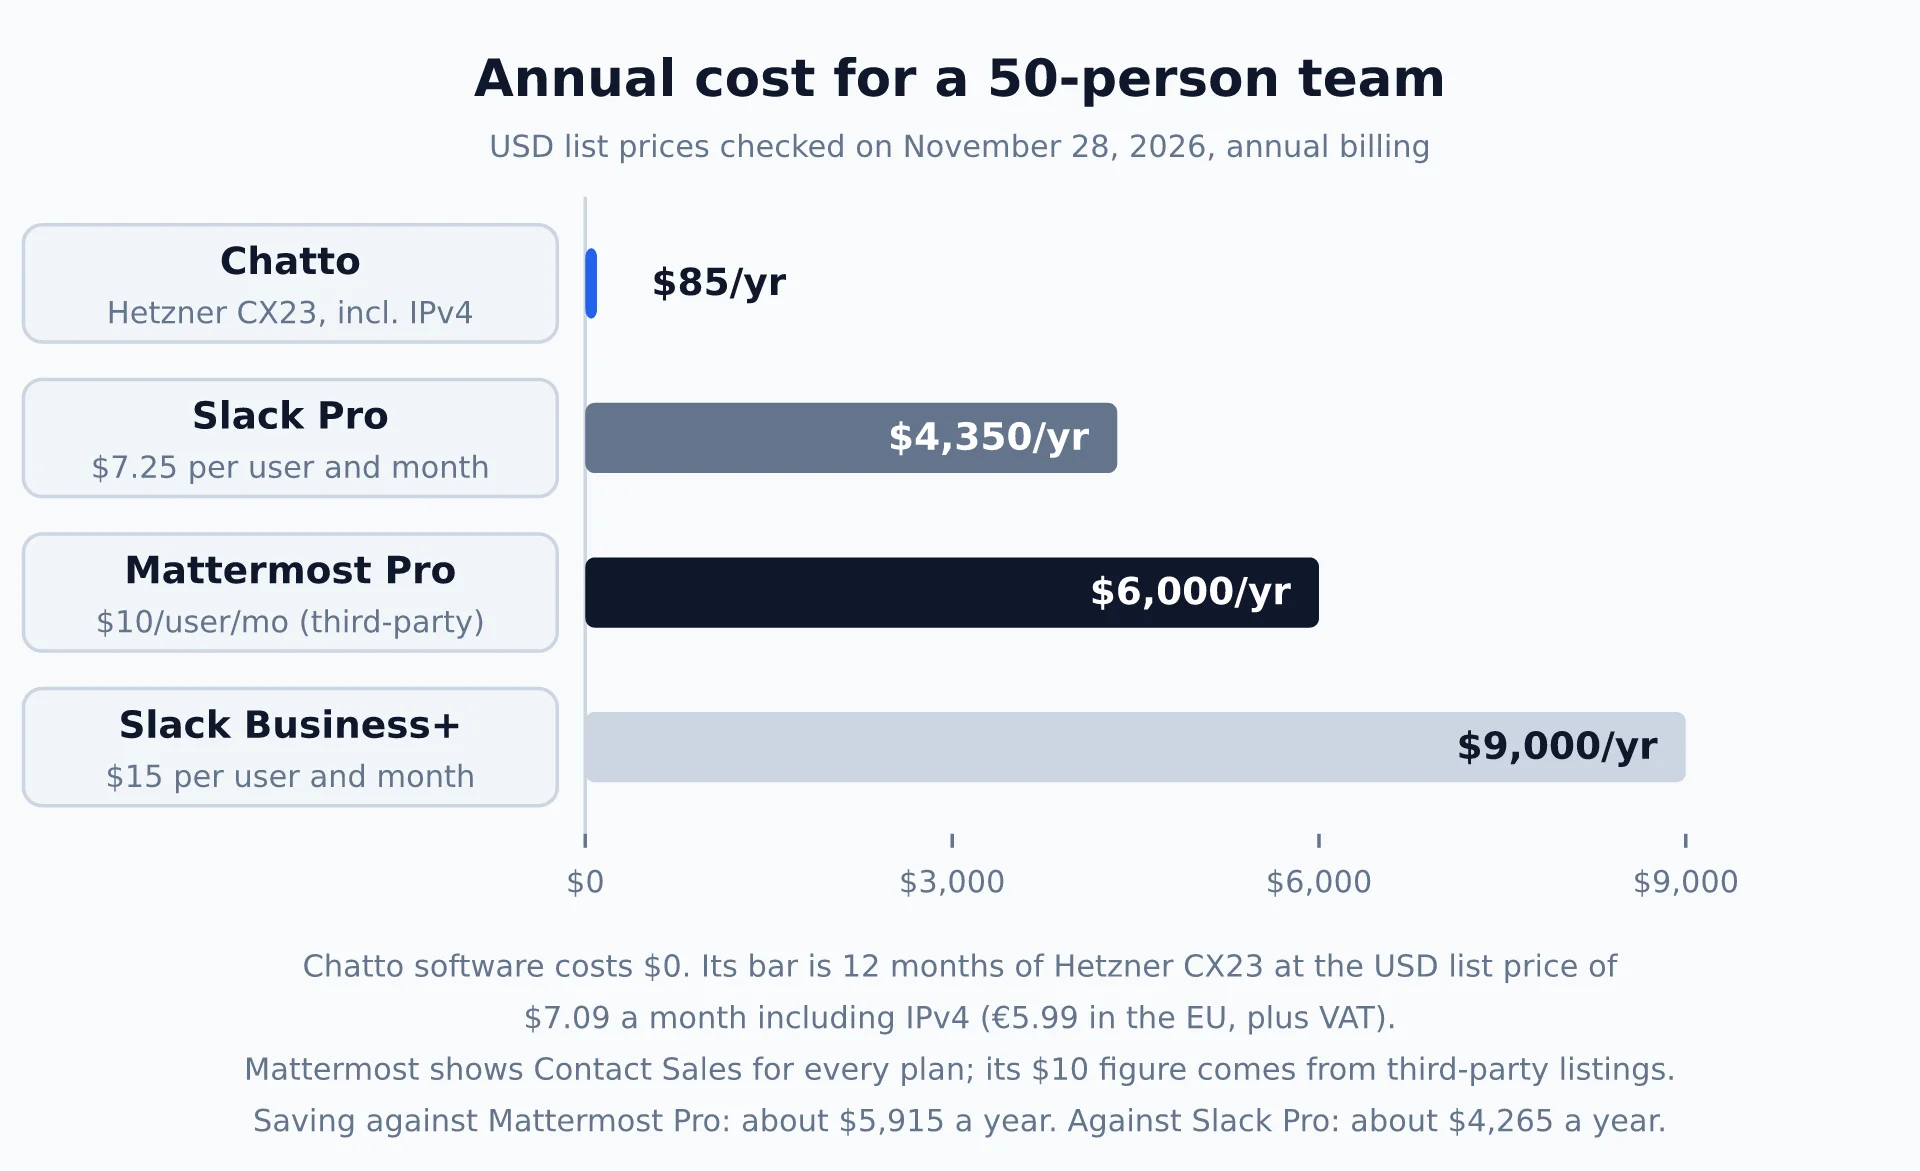 Annual cost for a 50-person team
USD list prices checked on November 28, 2026, annual billing
Chatto
Hetzner CX23, incl. IPv4
$85/yr
Slack Pro
$7.25 per user and month
$4,350/yr
Mattermost Pro
$10/user/mo (third-party)
$6,000/yr
Slack Business+
$15 per user and month
$9,000/yr
$0
$3,000
$6,000
$9,000
Chatto software costs $0. Its bar is 12 months of Hetzner CX23 at the USD list price of
$7.09 a month including IPv4 (€5.99 in the EU, plus VAT).
Mattermost shows Contact Sales for every plan; its $10 figure comes from third-party listings.
Saving against Mattermost Pro: about $5,915 a year. Against Slack Pro: about $4,265 a year.